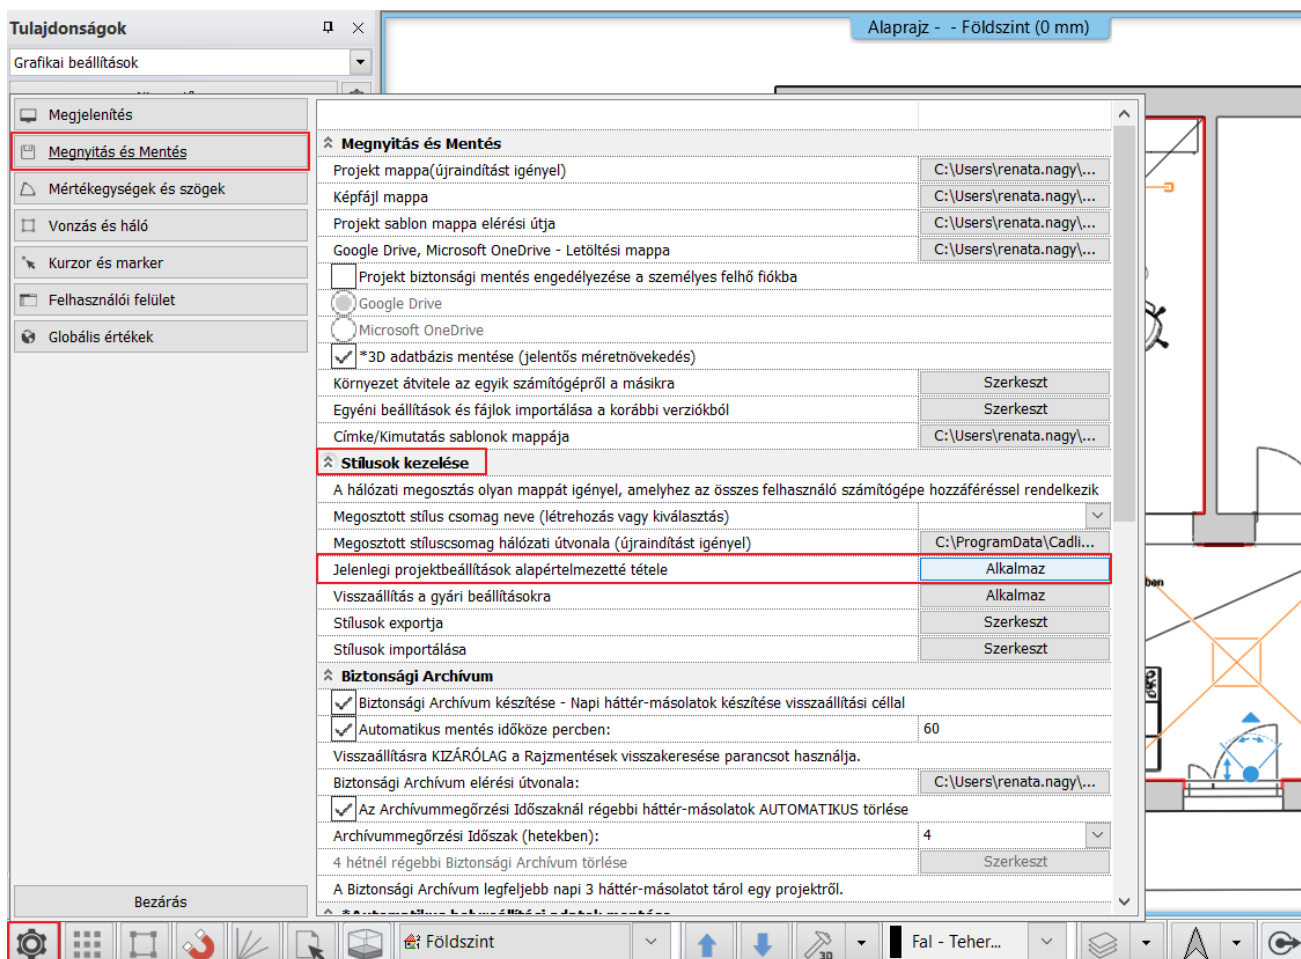 Tulajdonságok
Alaprajz - - Földszint (0 mm)
Grafikai beállítások
Megjelenítés
Megnyitás és Mentés
Mértékegységek és szögek
Vonzás és háló
Kurzor és marker
Felhasználói felület
Globális értékek
Bezárás
Megnyitás és Mentés
Projekt mappa(újraindítást igényel) C:\Users\renata.nagy\...
Képfájl mappa C:\Users\renata.nagy\...
Projekt sablon mappa elérési útja C:\Users\renata.nagy\...
Google Drive, Microsoft OneDrive - Letöltési mappa C:\Users\renata.nagy\...
Projekt biztonsági mentés engedélyezése a személyes felhő fiókba
Google Drive
Microsoft OneDrive
*3D adatbázis mentése (jelentős méretnövekedés)
Környezet átvitele az egyik számítógépről a másikra Szerkeszt
Egyéni beállítások és fájlok importálása a korábbi verziókból Szerkeszt
Címke/Kimutatás sablonok mappája C:\Users\renata.nagy\...
Stílusok kezelése
A hálózati megosztás olyan mappát igényel, amelyhez az összes felhasználó számítógépe hozzáféréssel rendelkezik
Megosztott stílus csomag neve (létrehozás vagy kiválasztás)
Megosztott stíluscsomag hálózati útvonala (újraindítást igényel) C:\ProgramData\Cadli...
Jelenlegi projektbeállítások alapértelmezetté tétele Alkalmaz
Visszaállítás a gyári beállításokra Alkalmaz
Stílusok exportja Szerkeszt
Stílusok importálása Szerkeszt
Biztonsági Archívum
Biztonsági Archívum készítése - Napi háttér-másolatok készítése visszaállítási céllal
Automatikus mentés időköze percben: 60
Visszaállításra KIZÁRÓLAG a Rajzmentések visszakeresése parancsot használja.
Biztonsági Archívum elérési útvonala: C:\Users\renata.nagy\...
Az Archívummegőrzési Időszaknál régebbi háttér-másolatok AUTOMATIKUS törlése
Archívummegőrzési Időszak (hetekben): 4
4 hétnél régebbi Biztonsági Archívum törlése Szerkeszt
A Biztonsági Archívum legfeljebb napi 3 háttér-másolatot tárol egy projektről.
*Automatikus helyreállítási adatok mentése
ben
Földszint
3D
Fal - Teher...